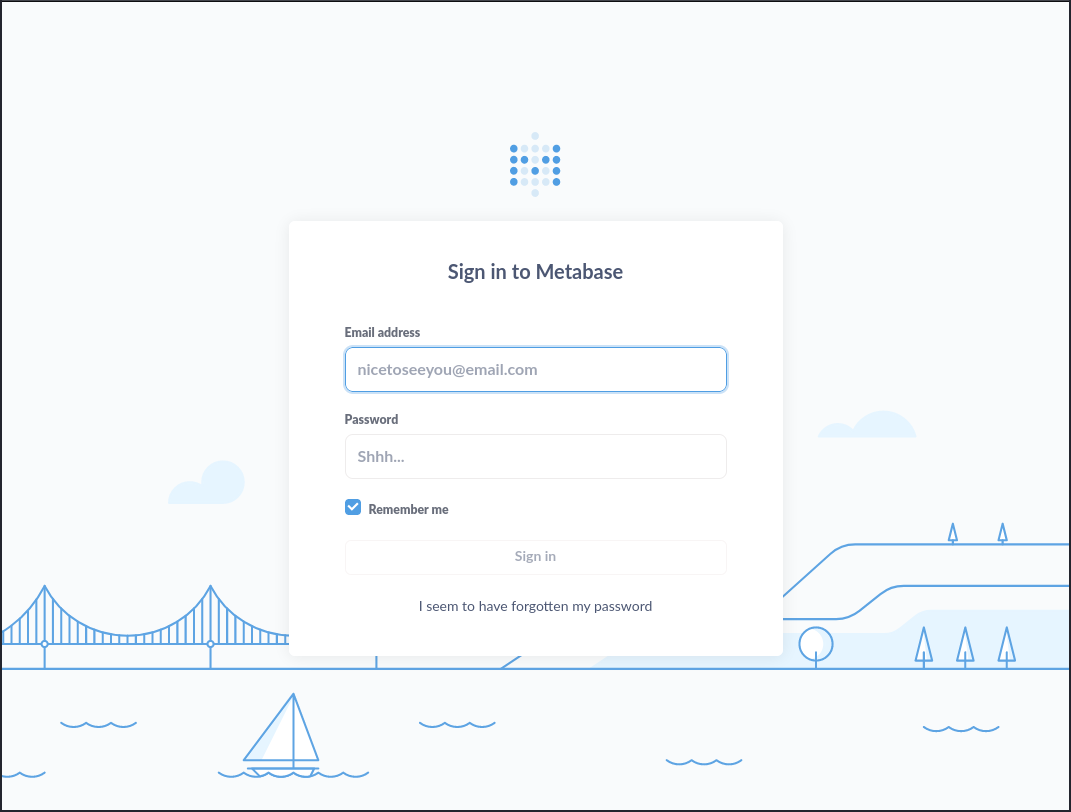 Sign in to Metabase
Email address
nicetoseeyou@email.com
Password
Shhh...
Remember me
Sign in
I seem to have forgotten my password